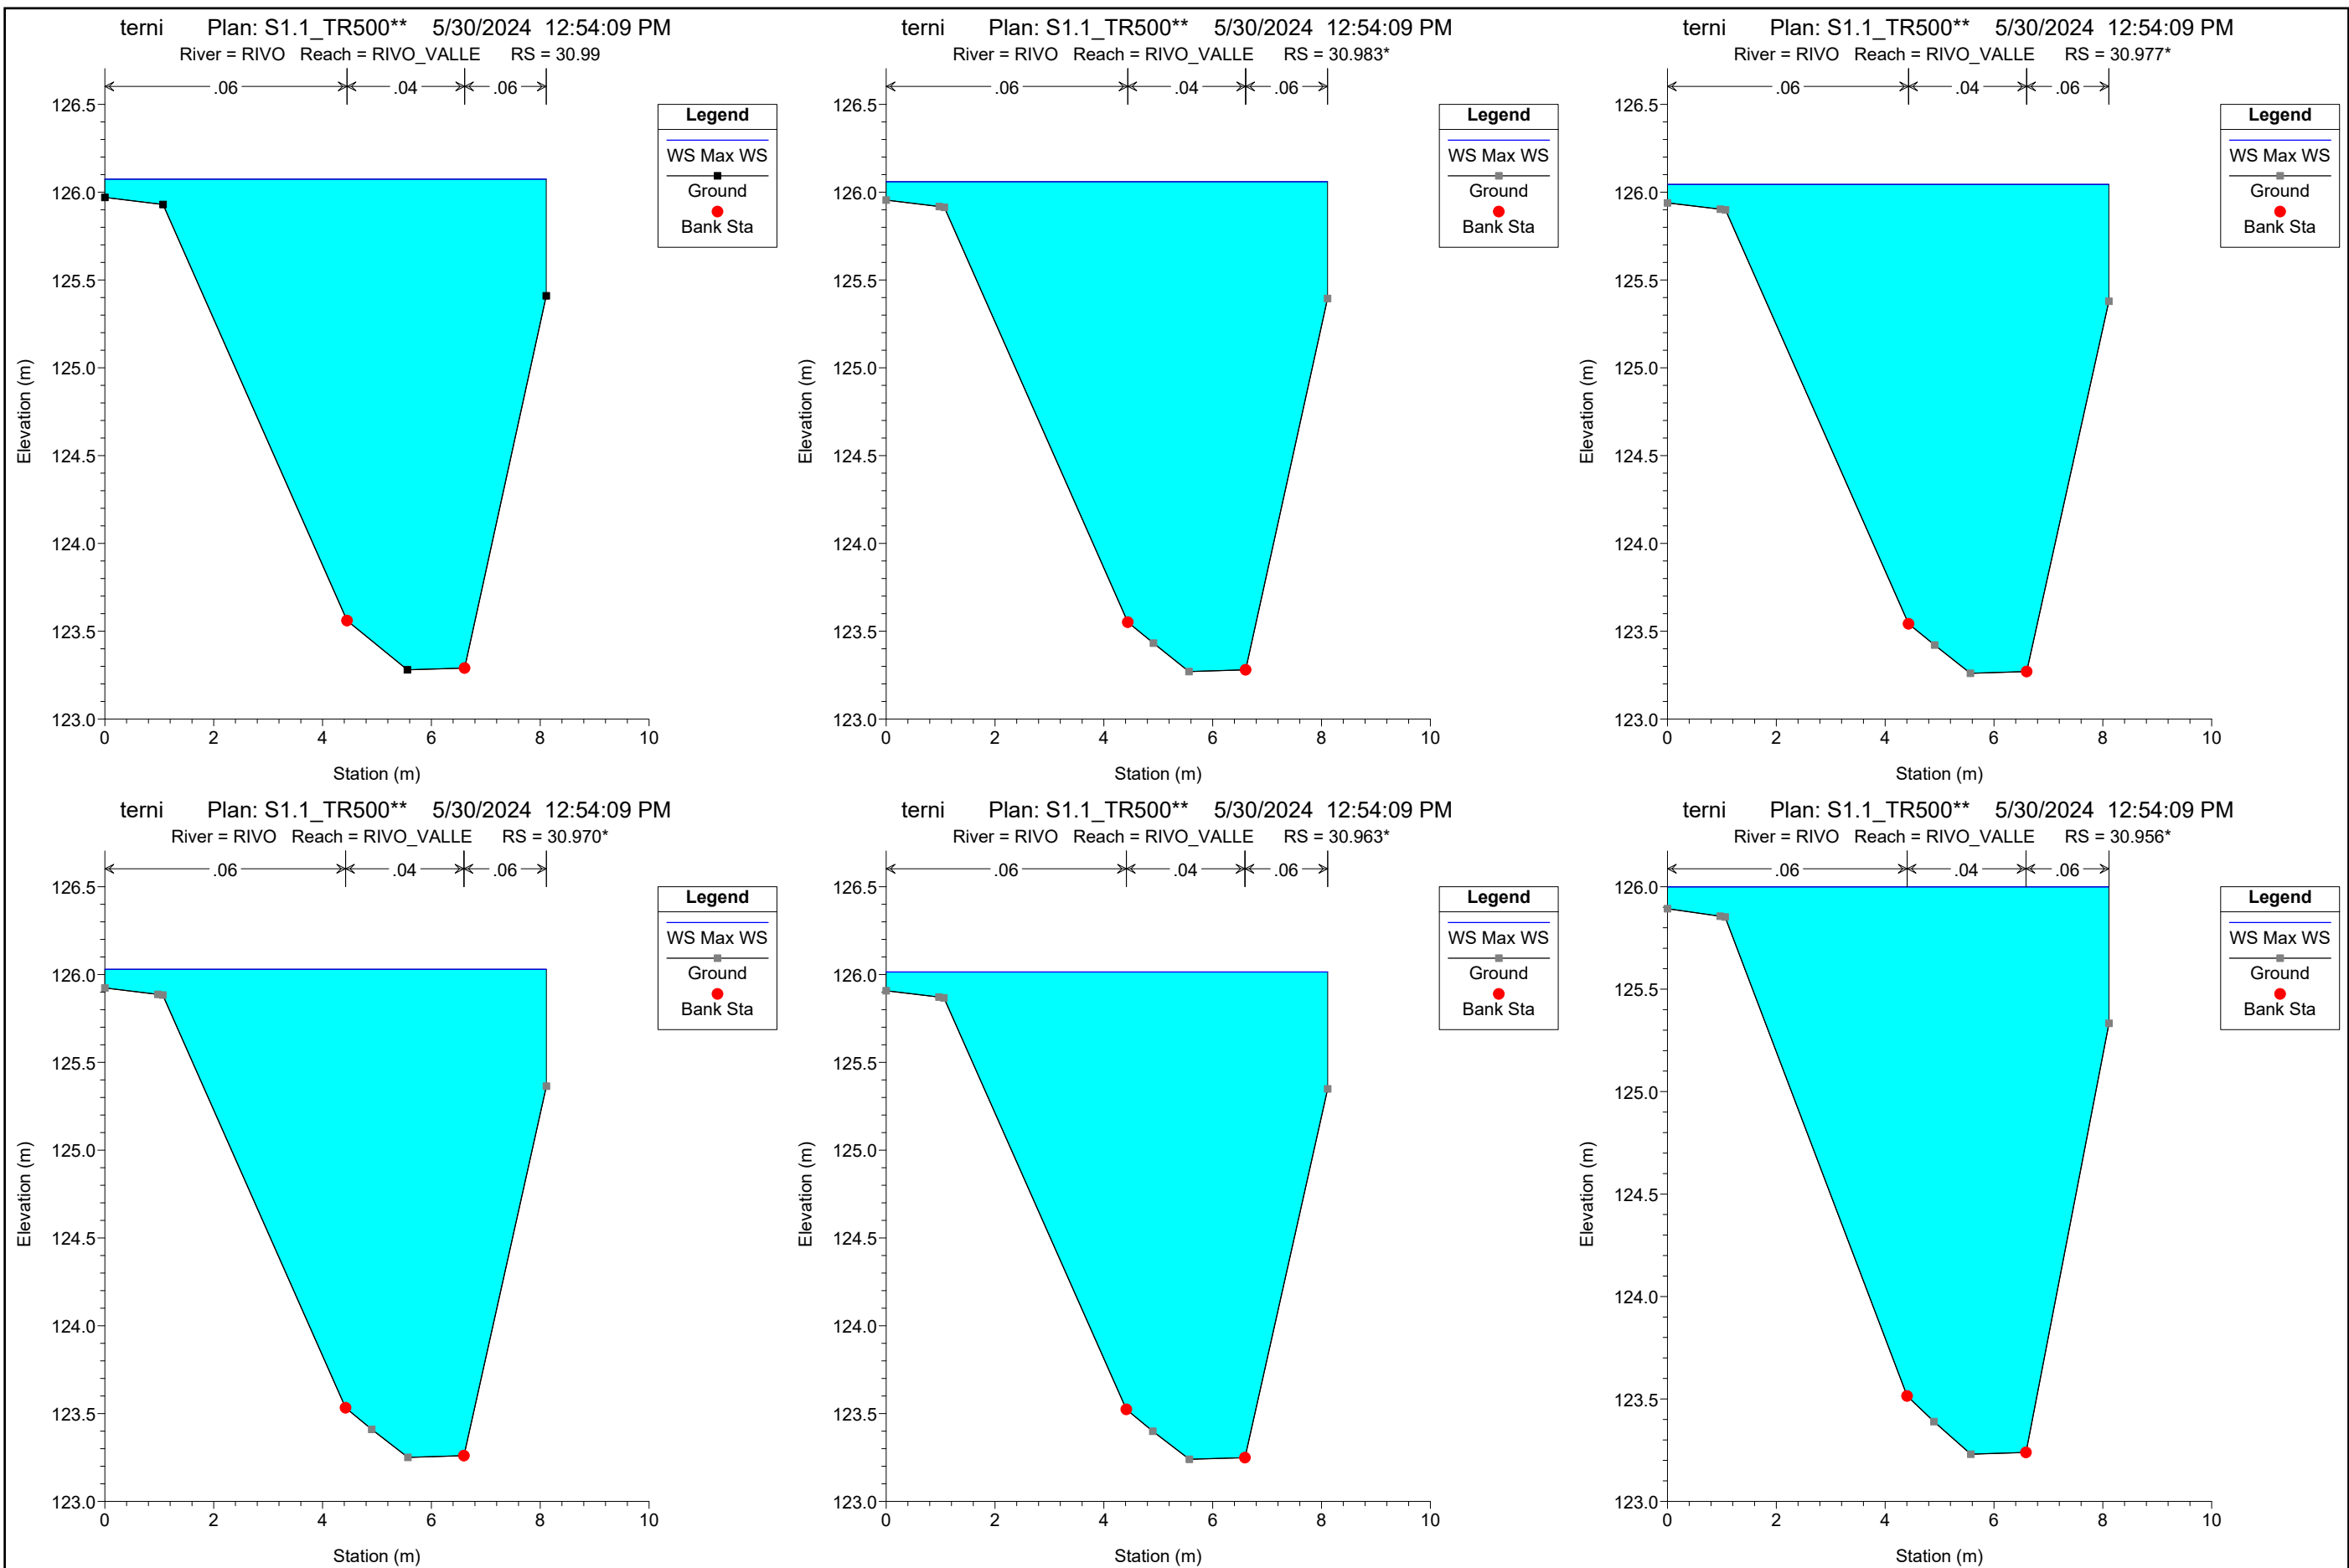 terni Plan: S1.1_TR500** 5/30/2024 12:54:09 PM
River = RIVO Reach = RIVO_VALLE RS = 30.99
.06 .04 .06
126.5
126.0
125.5
125.0
124.5
124.0
123.5
123.0
0 2 4 6 8 10
Station (m)
Elevation (m)
Legend
WS Max WS
Ground
Bank Sta
terni Plan: S1.1_TR500** 5/30/2024 12:54:09 PM
River = RIVO Reach = RIVO_VALLE RS = 30.983*
.06 .04 .06
126.5
126.0
125.5
125.0
124.5
124.0
123.5
123.0
0 2 4 6 8 10
Station (m)
Elevation (m)
Legend
WS Max WS
Ground
Bank Sta
terni Plan: S1.1_TR500** 5/30/2024 12:54:09 PM
River = RIVO Reach = RIVO_VALLE RS = 30.977*
.06 .04 .06
126.5
126.0
125.5
125.0
124.5
124.0
123.5
123.0
0 2 4 6 8 10
Station (m)
Elevation (m)
Legend
WS Max WS
Ground
Bank Sta
terni Plan: S1.1_TR500** 5/30/2024 12:54:09 PM
River = RIVO Reach = RIVO_VALLE RS = 30.970*
.06 .04 .06
126.5
126.0
125.5
125.0
124.5
124.0
123.5
123.0
0 2 4 6 8 10
Station (m)
Elevation (m)
Legend
WS Max WS
Ground
Bank Sta
terni Plan: S1.1_TR500** 5/30/2024 12:54:09 PM
River = RIVO Reach = RIVO_VALLE RS = 30.963*
.06 .04 .06
126.5
126.0
125.5
125.0
124.5
124.0
123.5
123.0
0 2 4 6 8 10
Station (m)
Elevation (m)
Legend
WS Max WS
Ground
Bank Sta
terni Plan: S1.1_TR500** 5/30/2024 12:54:09 PM
River = RIVO Reach = RIVO_VALLE RS = 30.956*
.06 .04 .06
126.0
125.5
125.0
124.5
124.0
123.5
123.0
0 2 4 6 8 10
Station (m)
Elevation (m)
Legend
WS Max WS
Ground
Bank Sta